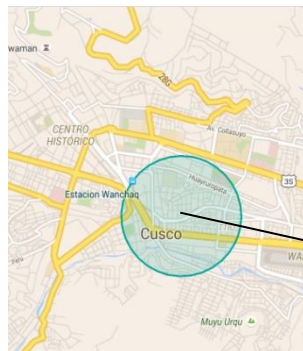 waman
28G
Av. Collasuyo
CENTRO
HISTÓRICO
Huayruropata
35
Estacion Wanchaq
Cusco
WA
Muyu Urqu